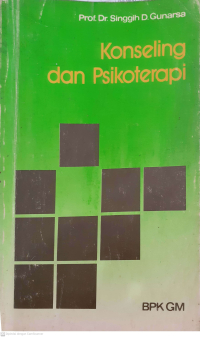 Prof. Dr. Singgih D. Gunarsa
Konseling
dan Psikoterapi
BPK GM